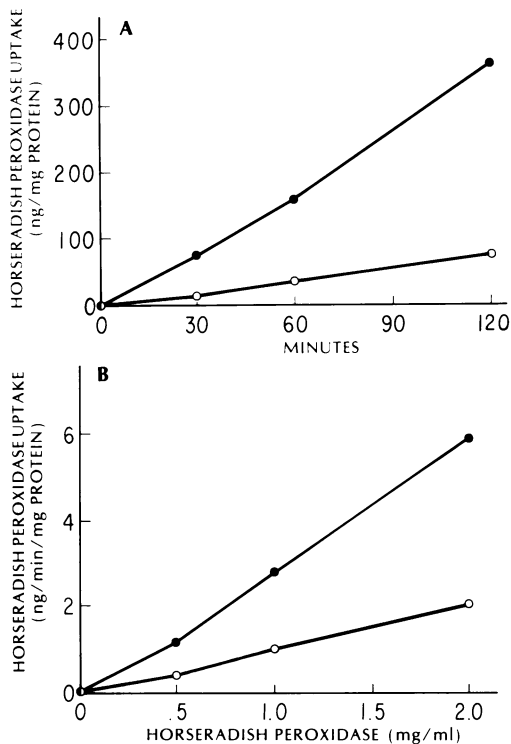 A
HORSERADISH PEROXIDASE UPTAKE
(ng/mg PROTEIN)
400
300
200
100
0
0 30 60 90 120
MINUTES
B
HORSERADISH PEROXIDASE UPTAKE
(ng/min/mg PROTEIN)
6
4
2
0
0 .5 1.0 1.5 2.0
HORSERADISH PEROXIDASE (mg/ml)